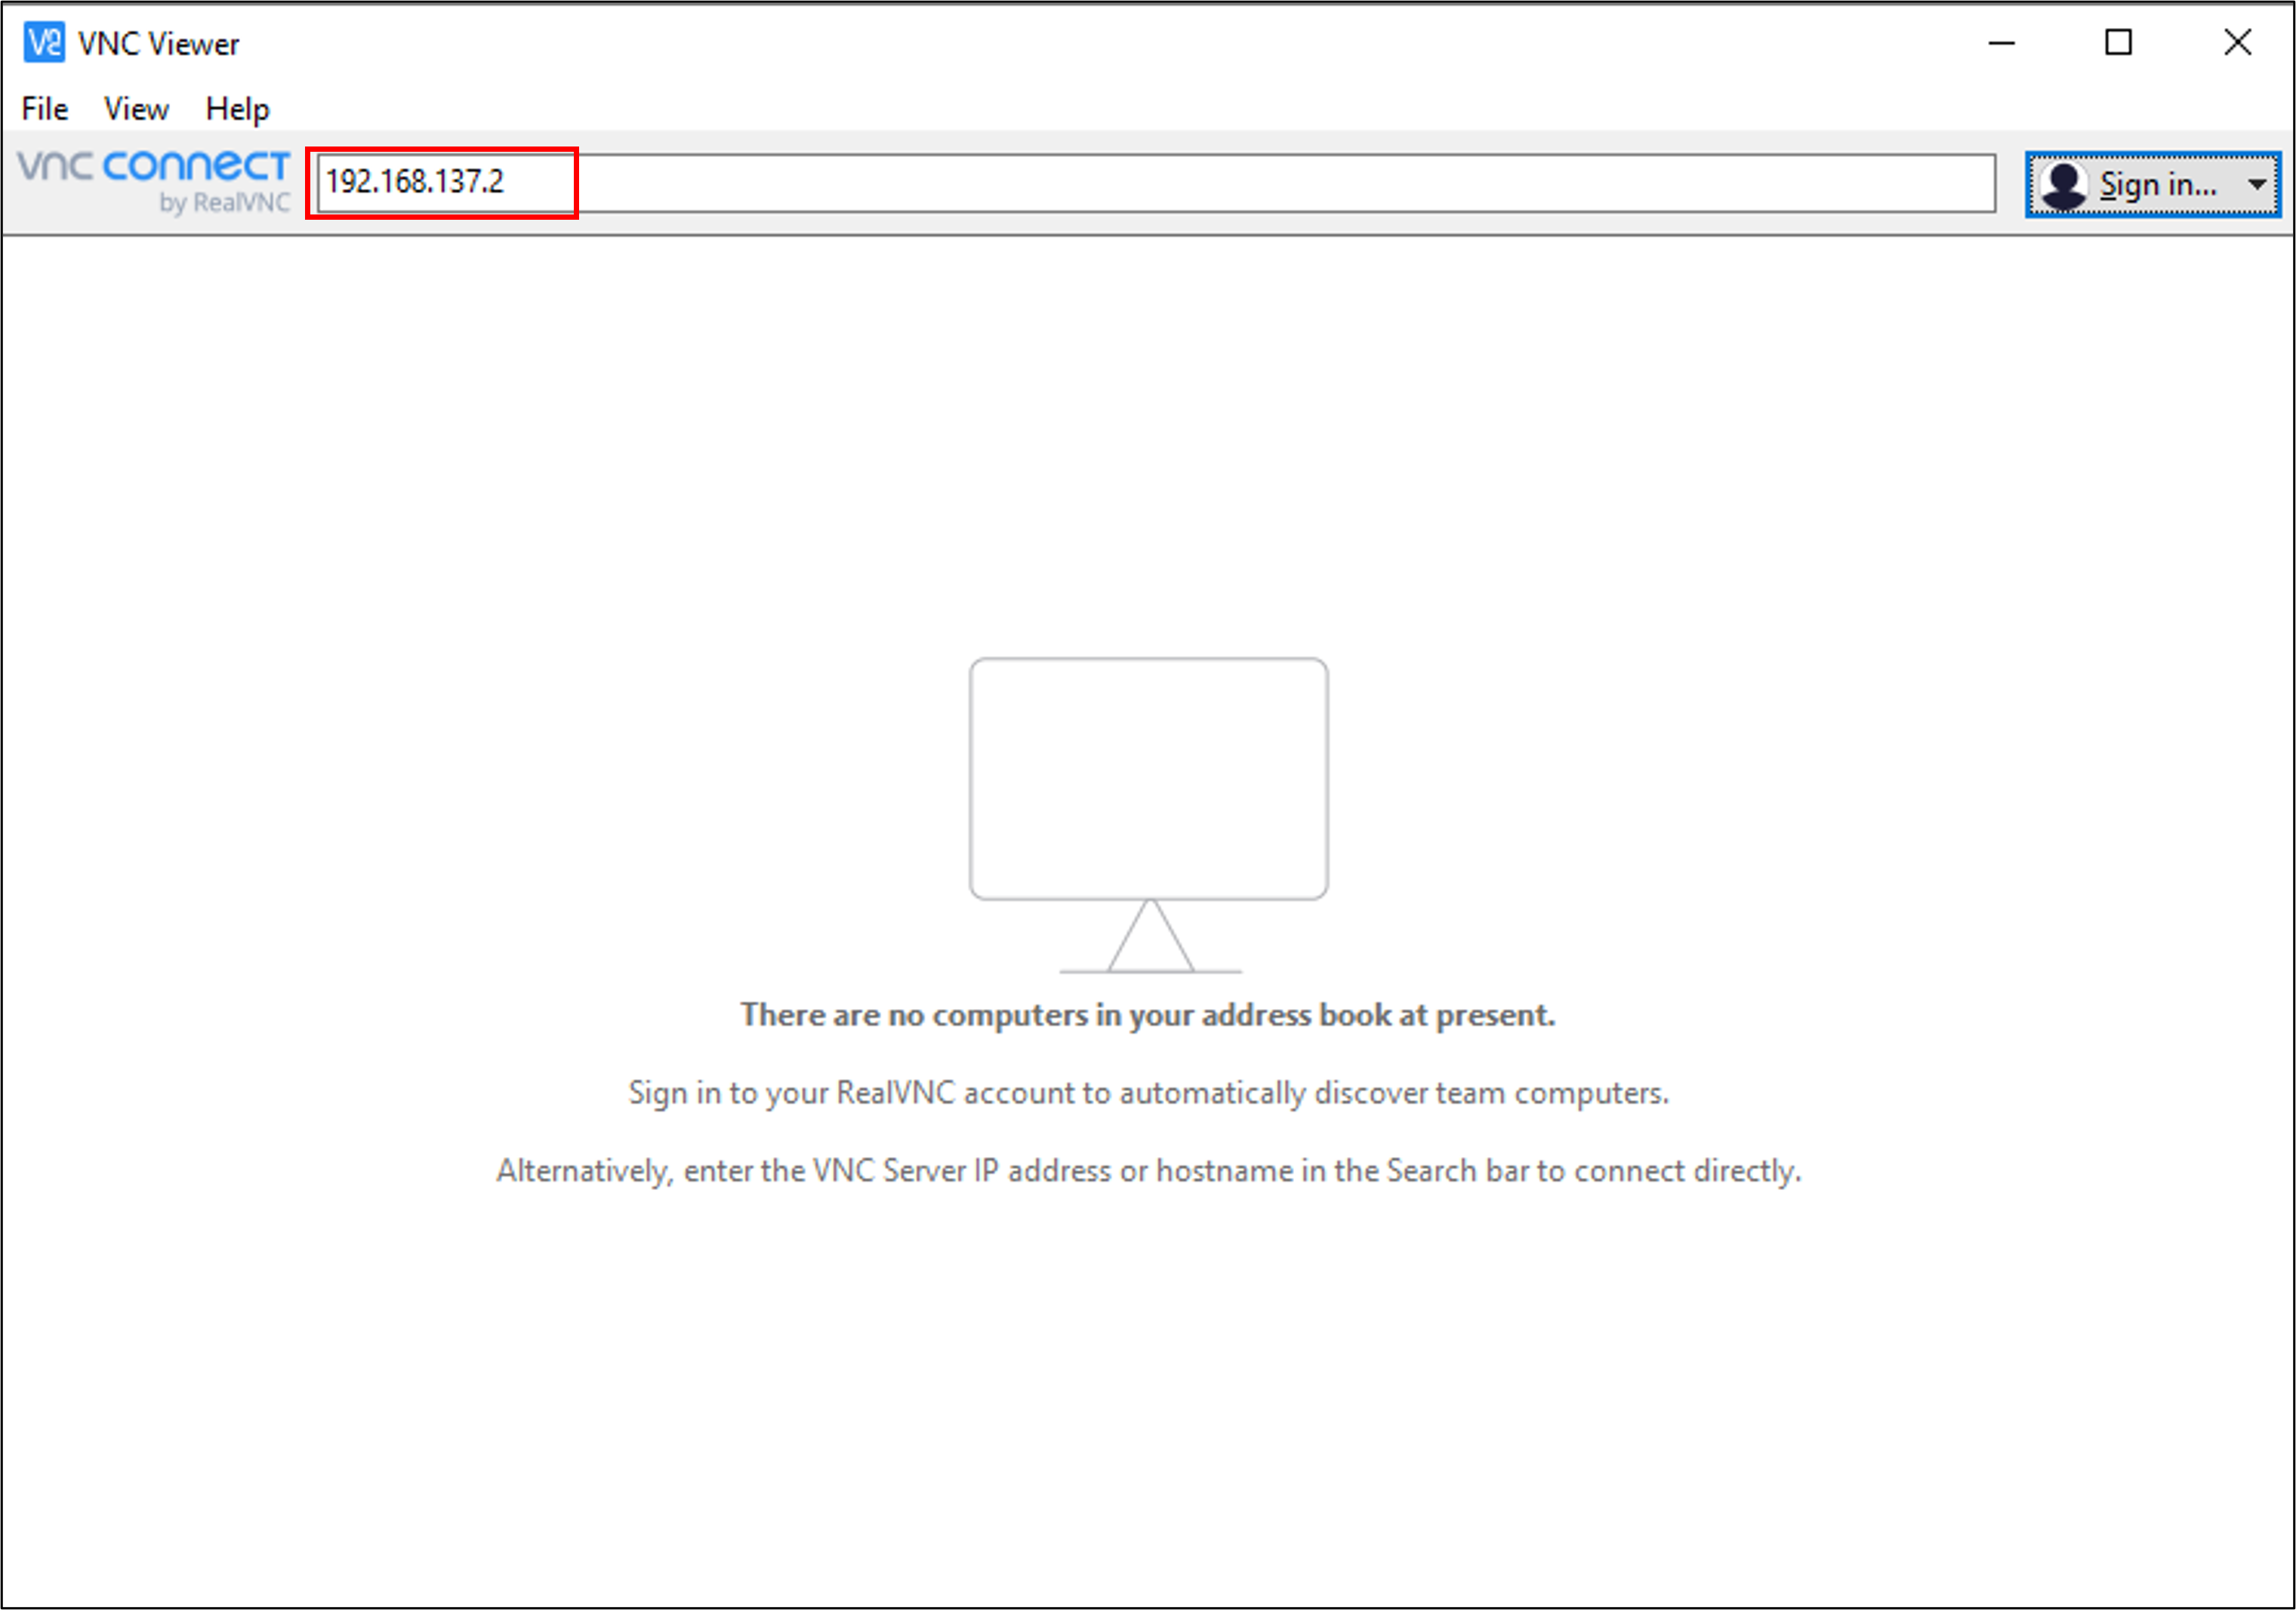 VNC Viewer
File View Help
vnc connect
by RealVNC
192.168.137.2
Sign in...
There are no computers in your address book at present.
Sign in to your RealVNC account to automatically discover team computers.
Alternatively, enter the VNC Server IP address or hostname in the Search bar to connect directly.